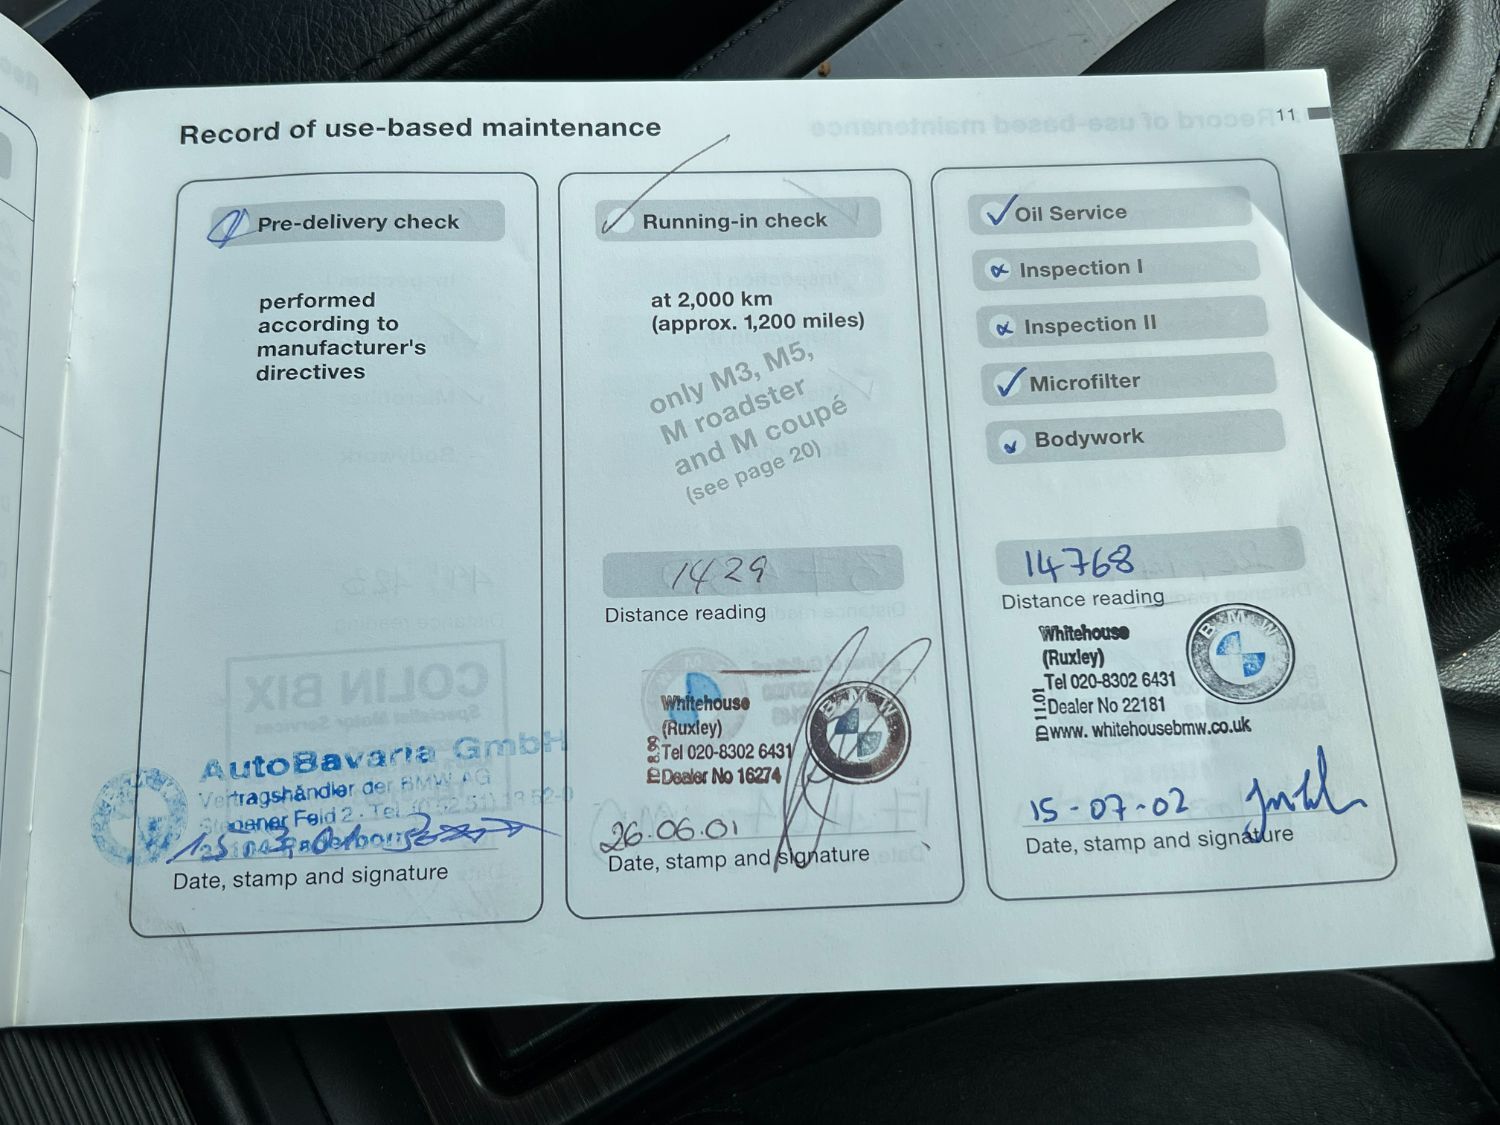 Record of use-based maintenance
11
Pre-delivery check
performed
according to
manufacturer's
directives
AutoBavaria GmbH
Vertragshändler der BMW AG
Date, stamp and signature
Running-in check
at 2,000 km
(approx. 1,200 miles)
only M3, M5,
M roadster
and M coupé
(see page 20)
1429
Distance reading
Whitehouse
(Ruxley)
Tel 020-8302 6431
Dealer No 16274
BMW
26.06.01
Date, stamp and signature
Oil Service
Inspection I
Inspection II
Microfilter
Bodywork
14768
Distance reading
Whitehouse
(Ruxley)
Tel 020-8302 6431
Dealer No 22181
www. whitehousebmw.co.uk
ID1.01
BMW
15-07-02
Date, stamp and signature